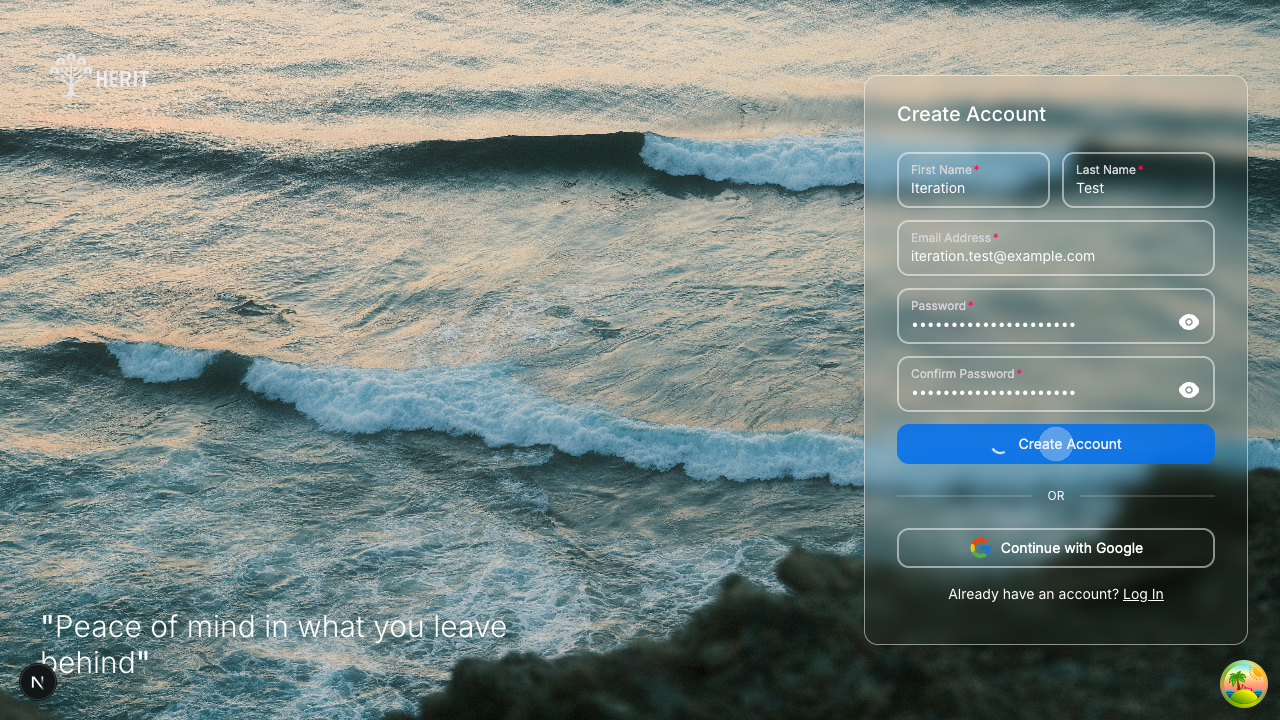 HERIT
Create Account
First Name*
Iteration
Last Name*
Test
Email Address*
iteration.test@example.com
Password*
•••••••••••••••••••••
Confirm Password*
•••••••••••••••••••••
Create Account
OR
Continue with Google
Already have an account? Log In
"Peace of mind in what you leave
behind"
N